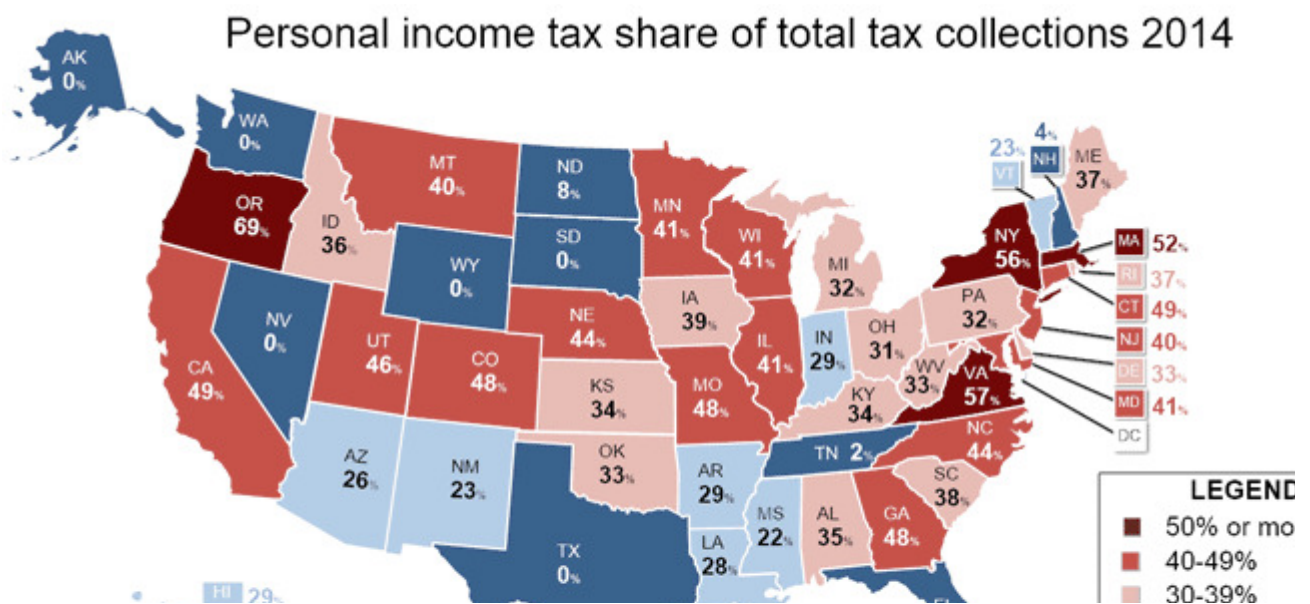 Personal income tax share of total tax collections 2014
AK
0%
WA
0%
OR
69%
ID
36%
MT
40%
ND
8%
SD
0%
WY
0%
NV
0%
CA
49%
UT
46%
CO
48%
NE
44%
KS
34%
MN
41%
WI
41%
IA
39%
MI
32%
IL
41%
IN
29%
OH
31%
MO
48%
KY
34%
WV
33%
PA
32%
NY
56%
23%
VT
4%
NH
ME
37%
MA 52%
RI 37%
CT 49%
NJ 40%
DE 33%
MD 41%
DC
VA
57%
NC
44%
SC
38%
TN 2%
AZ
26%
NM
23%
OK
33%
AR
29%
MS
22%
AL
35%
GA
48%
LA
28%
TX
0%
HI 29%
LEGEND
50% or mo
40-49%
30-39%